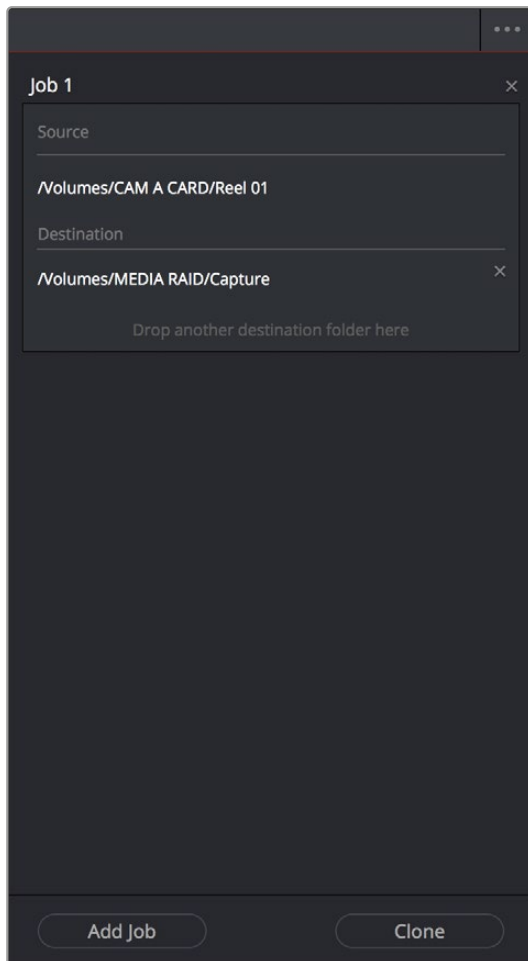 Job 1
Source
/Volumes/CAM A CARD/Reel 01
Destination
/Volumes/MEDIA RAID/Capture
Drop another destination folder here
Add Job
Clone